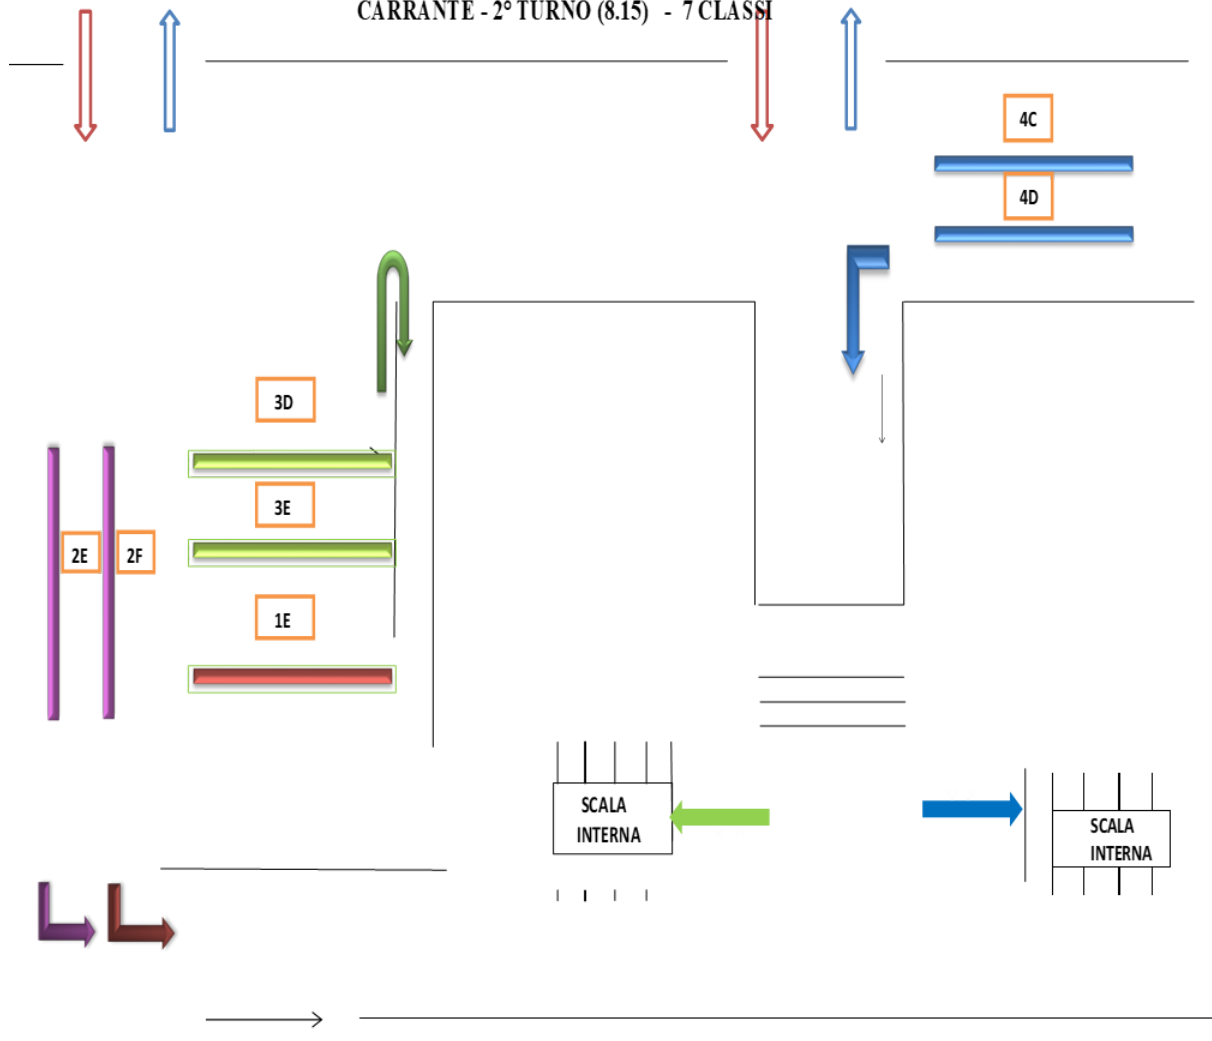 CARRANTE - 2° TURNO (8.15) - 7 CLASSI
4C
4D
3D
3E
2E
2F
1E
SCALA
INTERNA
SCALA
INTERNA